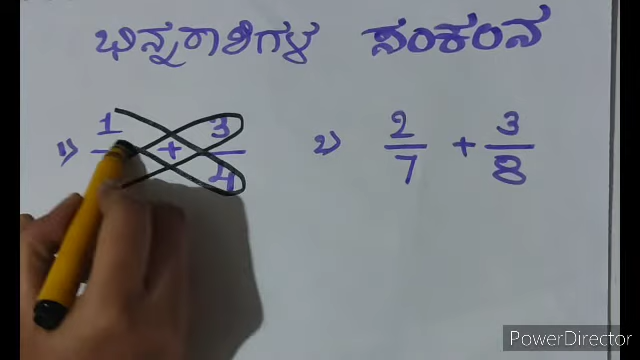 ಭಿನ್ನರಾಶಿಗಳ ಸಂಕಲನ
1) 1 + 3/4
2) 2/7 + 3/8
PowerDirector